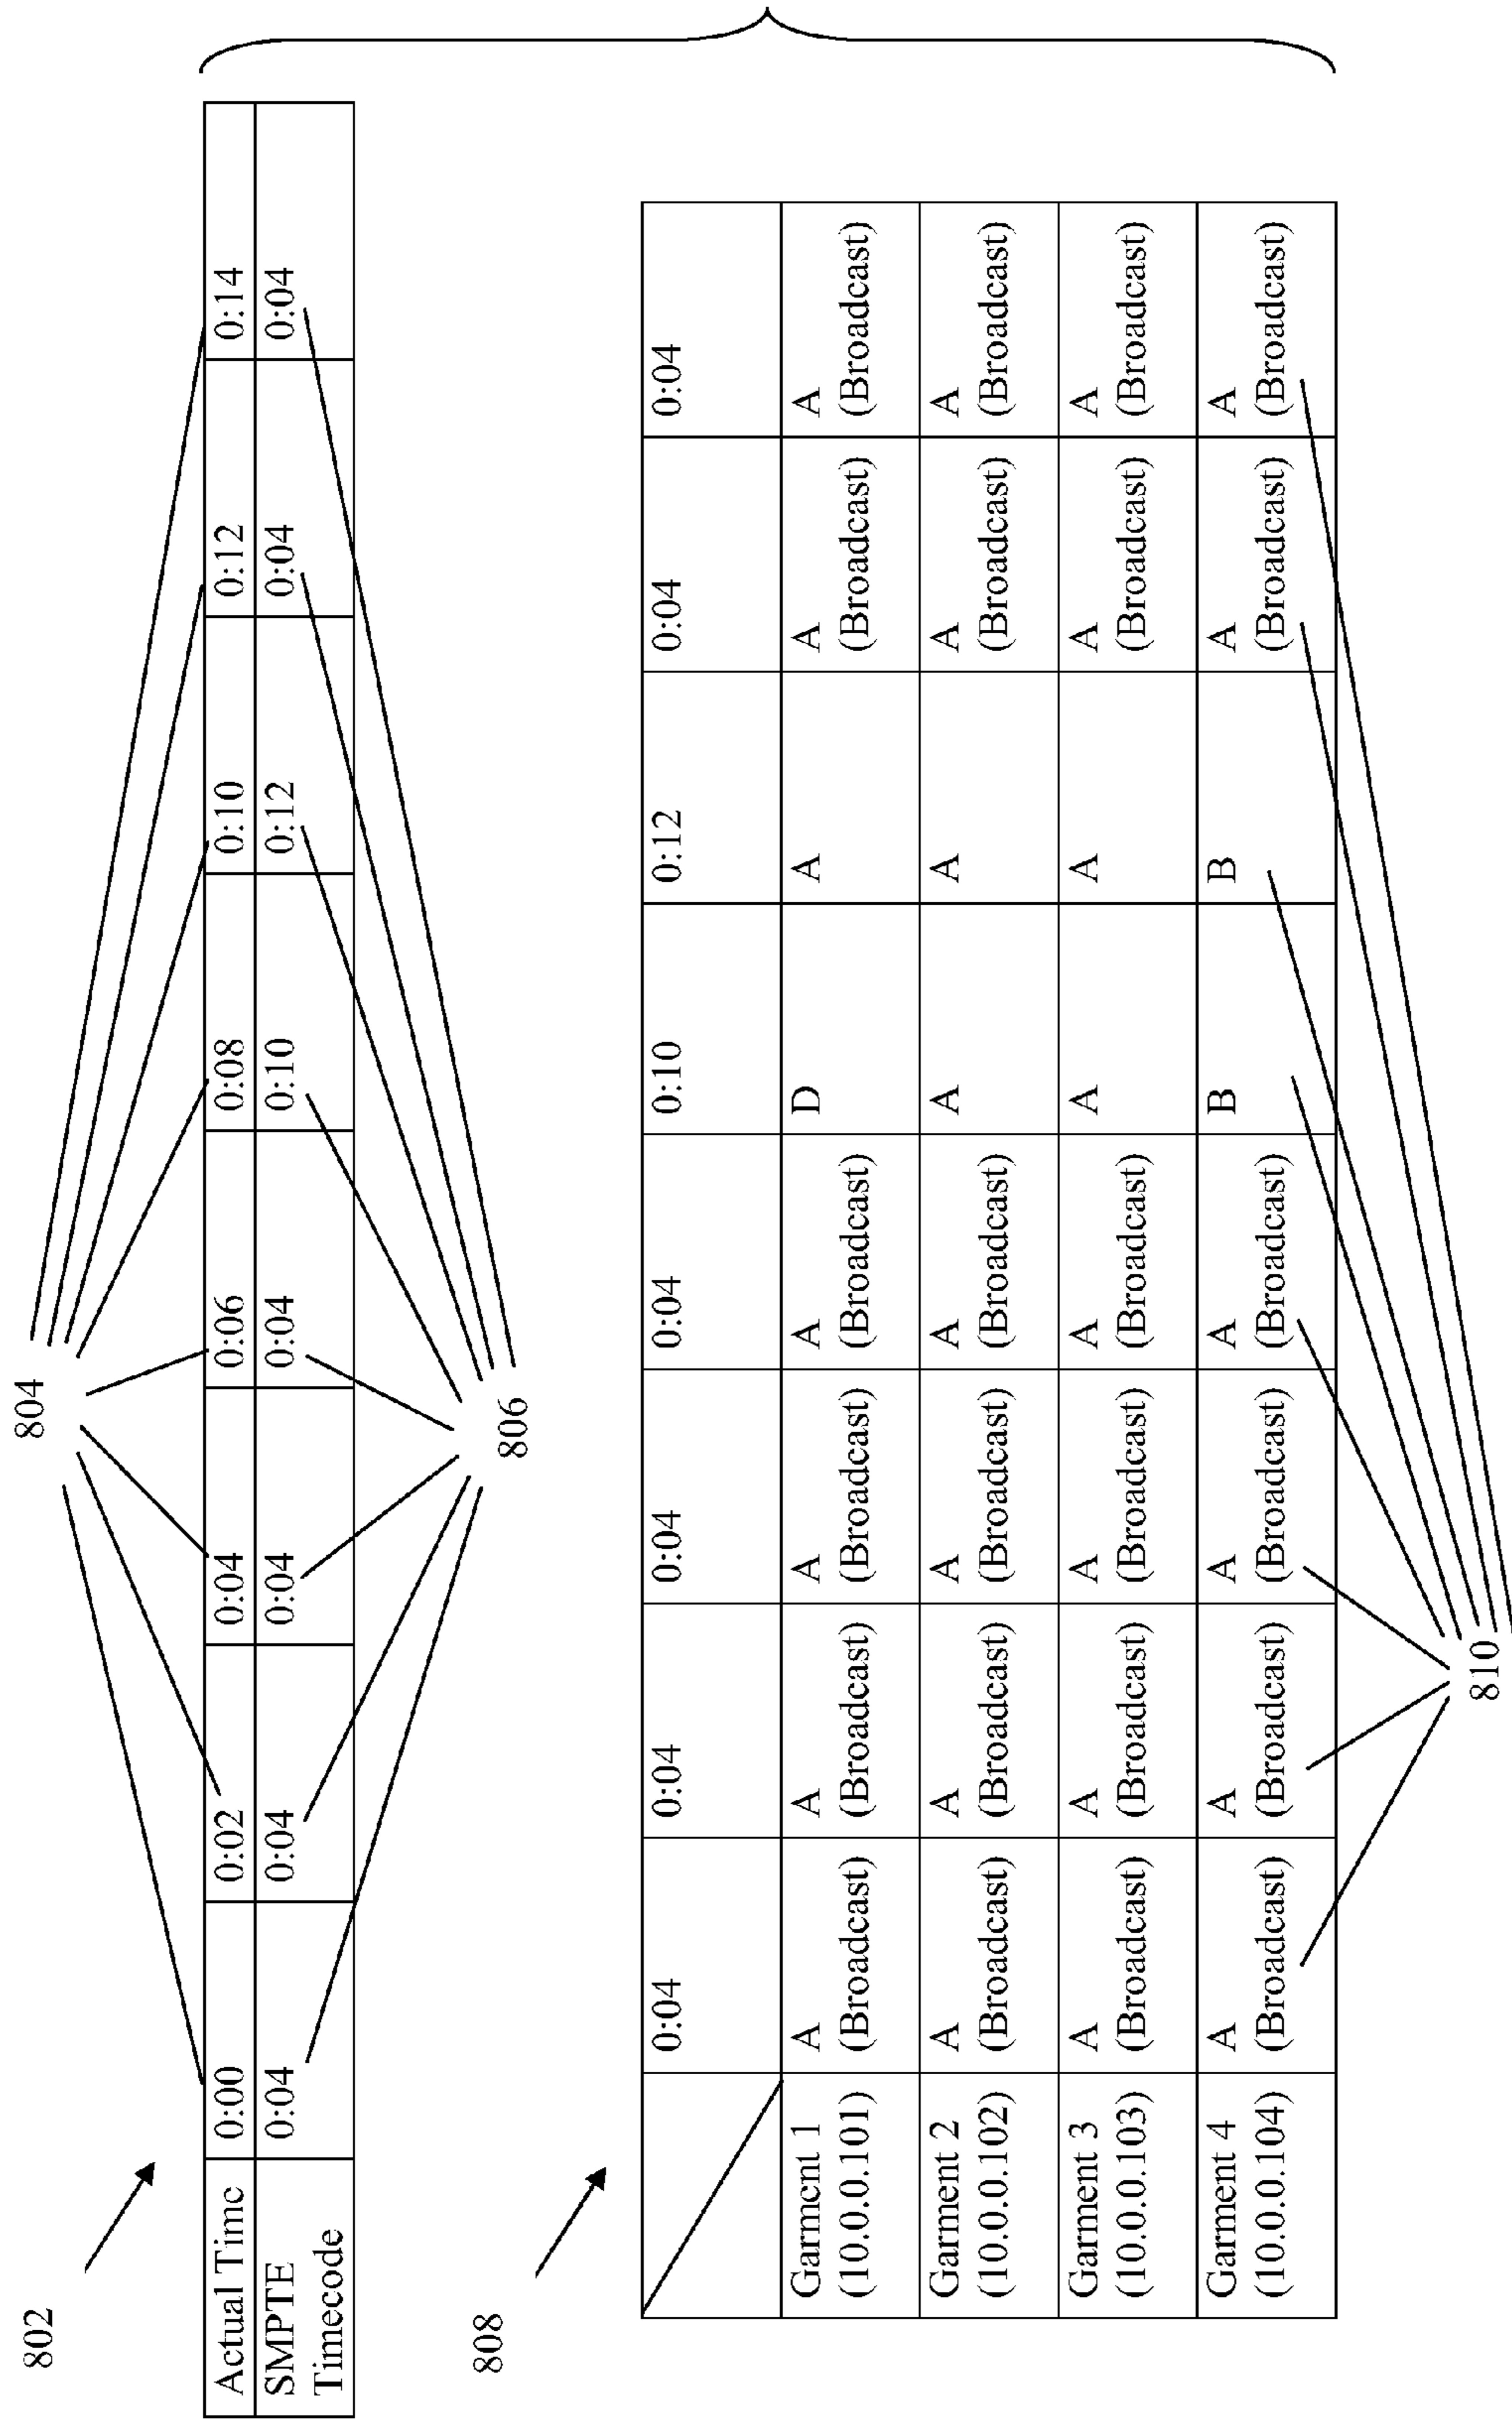 802
804
Actual Time 0:00 0:02 0:04 0:06 0:08 0:10 0:12 0:14
SMPTE 0:04 0:04 0:04 0:04 0:10 0:12 0:04 0:04
Timecode
806
808
0:04 0:04 0:04 0:04 0:10 0:12 0:04 0:04
Garment 1 A A A A D A A A
(10.0.0.101) (Broadcast) (Broadcast) (Broadcast) (Broadcast) (Broadcast) (Broadcast)
Garment 2 A A A A A A A A
(10.0.0.102) (Broadcast) (Broadcast) (Broadcast) (Broadcast) (Broadcast) (Broadcast)
Garment 3 A A A A A A A A
(10.0.0.103) (Broadcast) (Broadcast) (Broadcast) (Broadcast) (Broadcast) (Broadcast)
Garment 4 A A A A B B A A
(10.0.0.104) (Broadcast) (Broadcast) (Broadcast) (Broadcast) (Broadcast) (Broadcast)
810